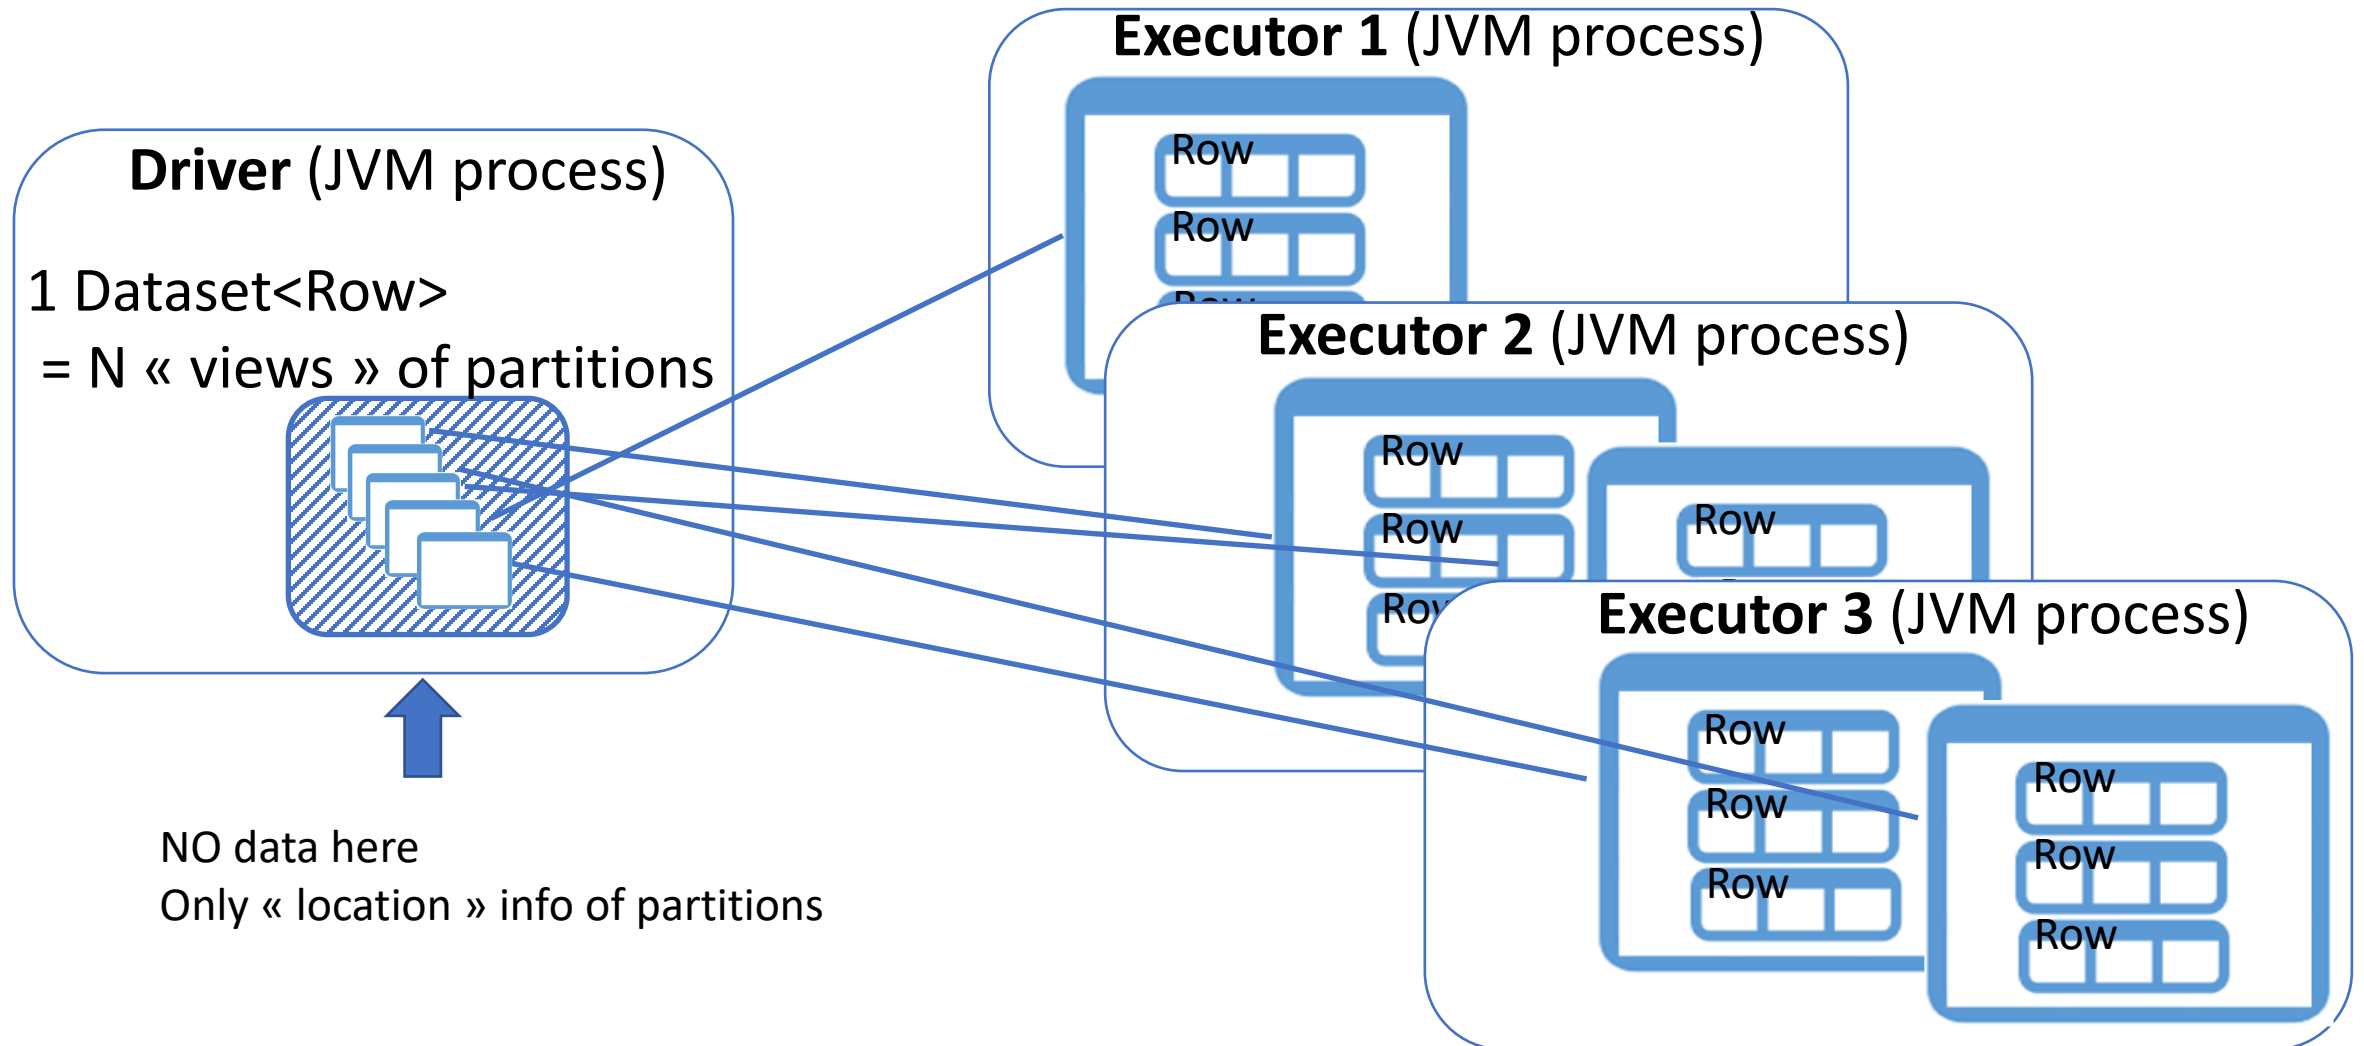 Driver (JVM process)
1 Dataset<Row>
= N « views » of partitions
NO data here
Only « location » info of partitions
Executor 1 (JVM process)
Row
Row
Row
Executor 2 (JVM process)
Row
Row
Row
Row
Executor 3 (JVM process)
Row
Row
Row
Row
Row
Row